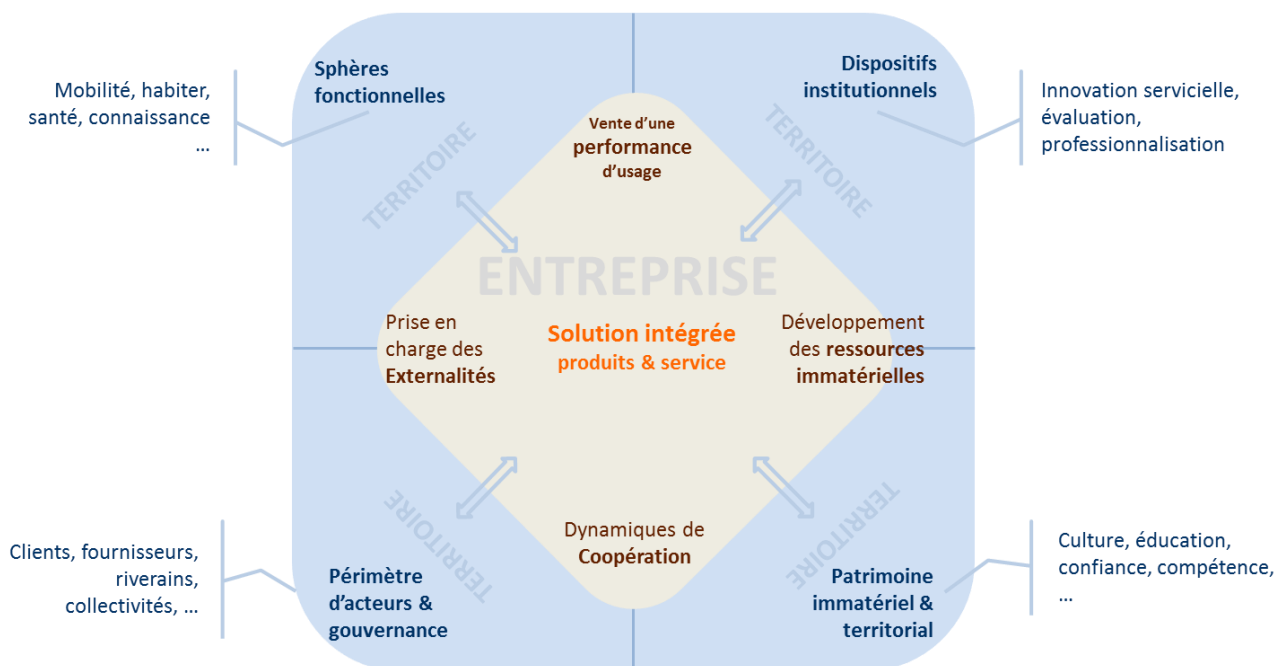 Sphères
fonctionnelles
Dispositifs
institutionnels
Mobilité, habiter,
santé, connaissance
...
Innovation servicielle,
évaluation,
professionnalisation
TERRITOIRE
TERRITOIRE
Vente d'une
performance
d'usage
ENTREPRISE
Prise en
charge des
Externalités
Solution intégrée
produits & service
Développement
des ressources
immatérielles
TERRITOIRE
TERRITOIRE
Dynamiques de
Coopération
Clients, fournisseurs,
riverains,
collectivités, ...
Périmètre
d'acteurs &
gouvernance
Patrimoine
immatériel &
territorial
Culture, éducation,
confiance, compétence,
...